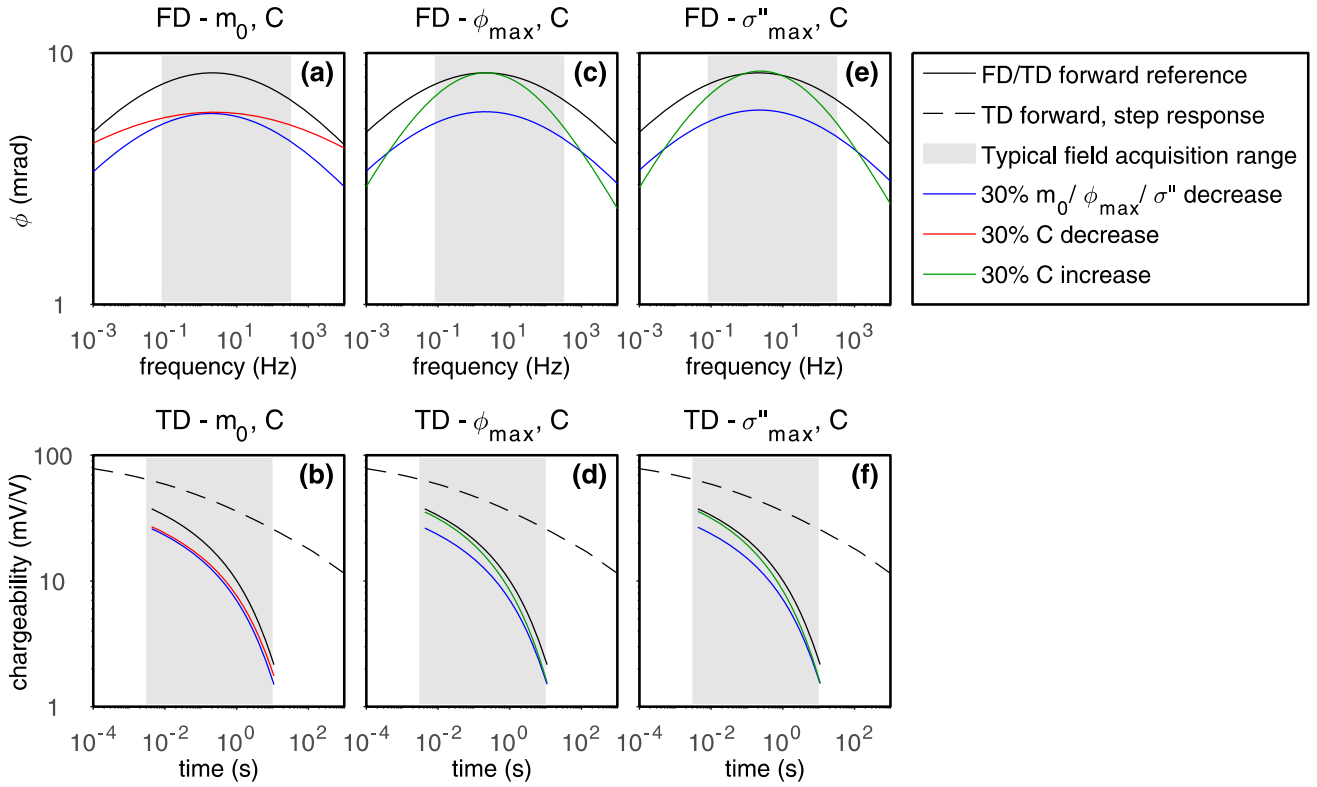 FD - m₀, C
FD - ϕmax, C
FD - σ"max, C
10
1
ϕ (mrad)
(a)
(c)
(e)
10⁻³ 10⁻¹ 10¹ 10³
10⁻³ 10⁻¹ 10¹ 10³
10⁻³ 10⁻¹ 10¹ 10³
frequency (Hz)
frequency (Hz)
frequency (Hz)
FD/TD forward reference
TD forward, step response
Typical field acquisition range
30% m₀/ ϕmax/ σ" decrease
30% C decrease
30% C increase
TD - m₀, C
TD - ϕmax, C
TD - σ"max, C
100
10
1
chargeability (mV/V)
(b)
(d)
(f)
10⁻⁴ 10⁻² 10⁰ 10²
10⁻⁴ 10⁻² 10⁰ 10²
10⁻⁴ 10⁻² 10⁰ 10²
time (s)
time (s)
time (s)